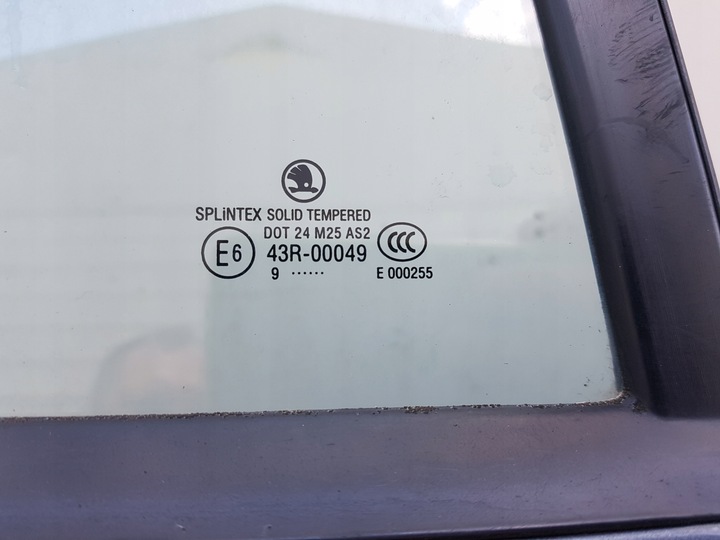 SPLiNTEX SOLID TEMPERED
DOT 24 M25 AS2
E6 43R-00049 CCC
9 ...... E 000255